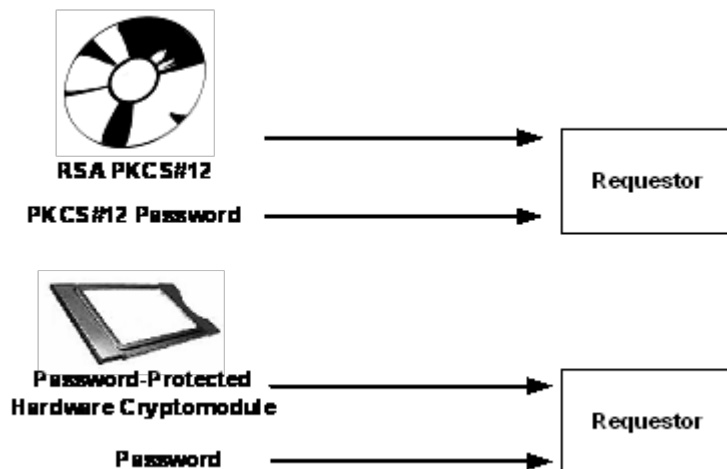 RSA PKCS#12
Requestor
PKCS#12 Password
Password-Protected
Hardware Cryptomodule
Requestor
Password